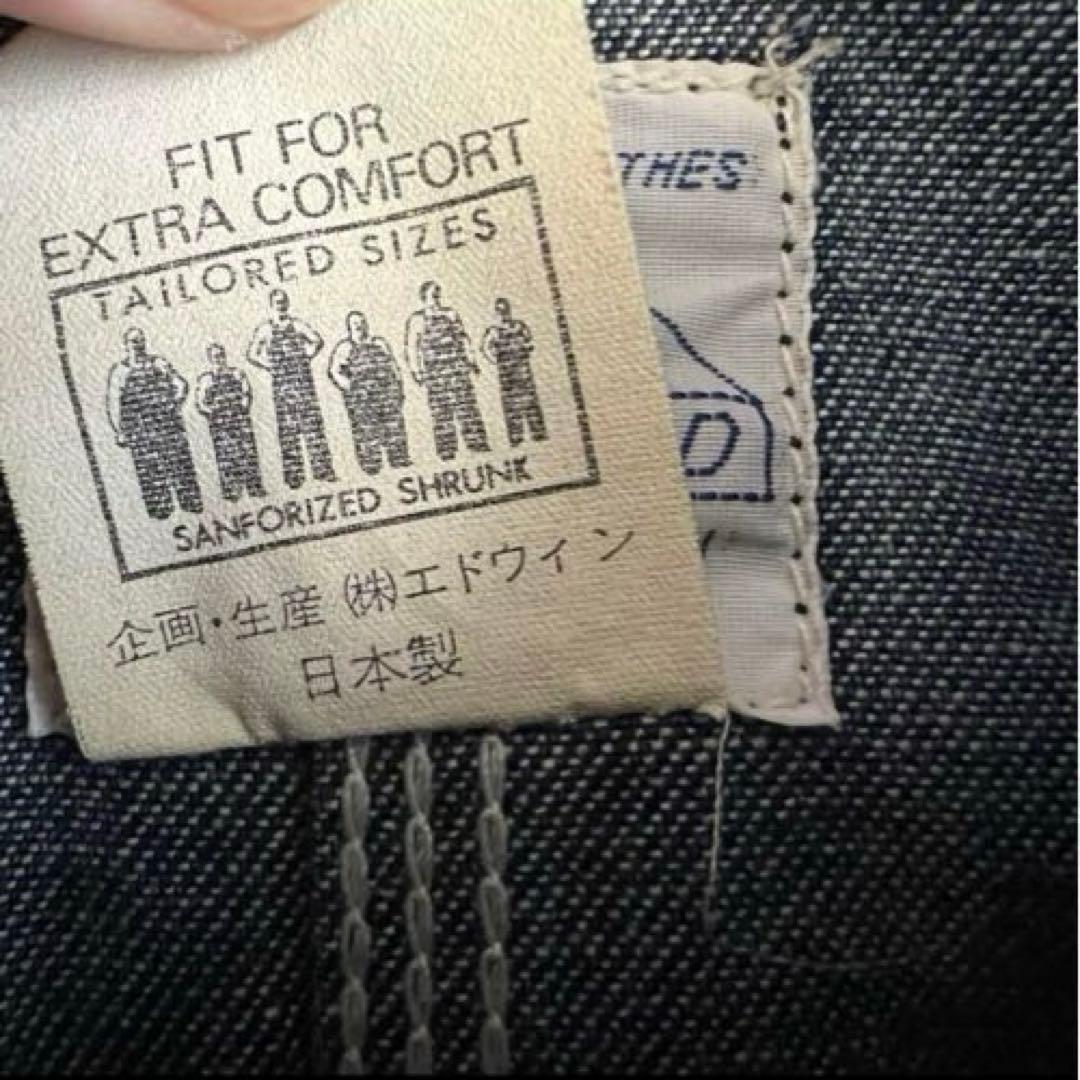 FIT FOR
EXTRA COMFORT
TAILORED SIZES
SANFORIZED SHRUNK
企画・生産 ㈱エドウィン
日本製
THES
D